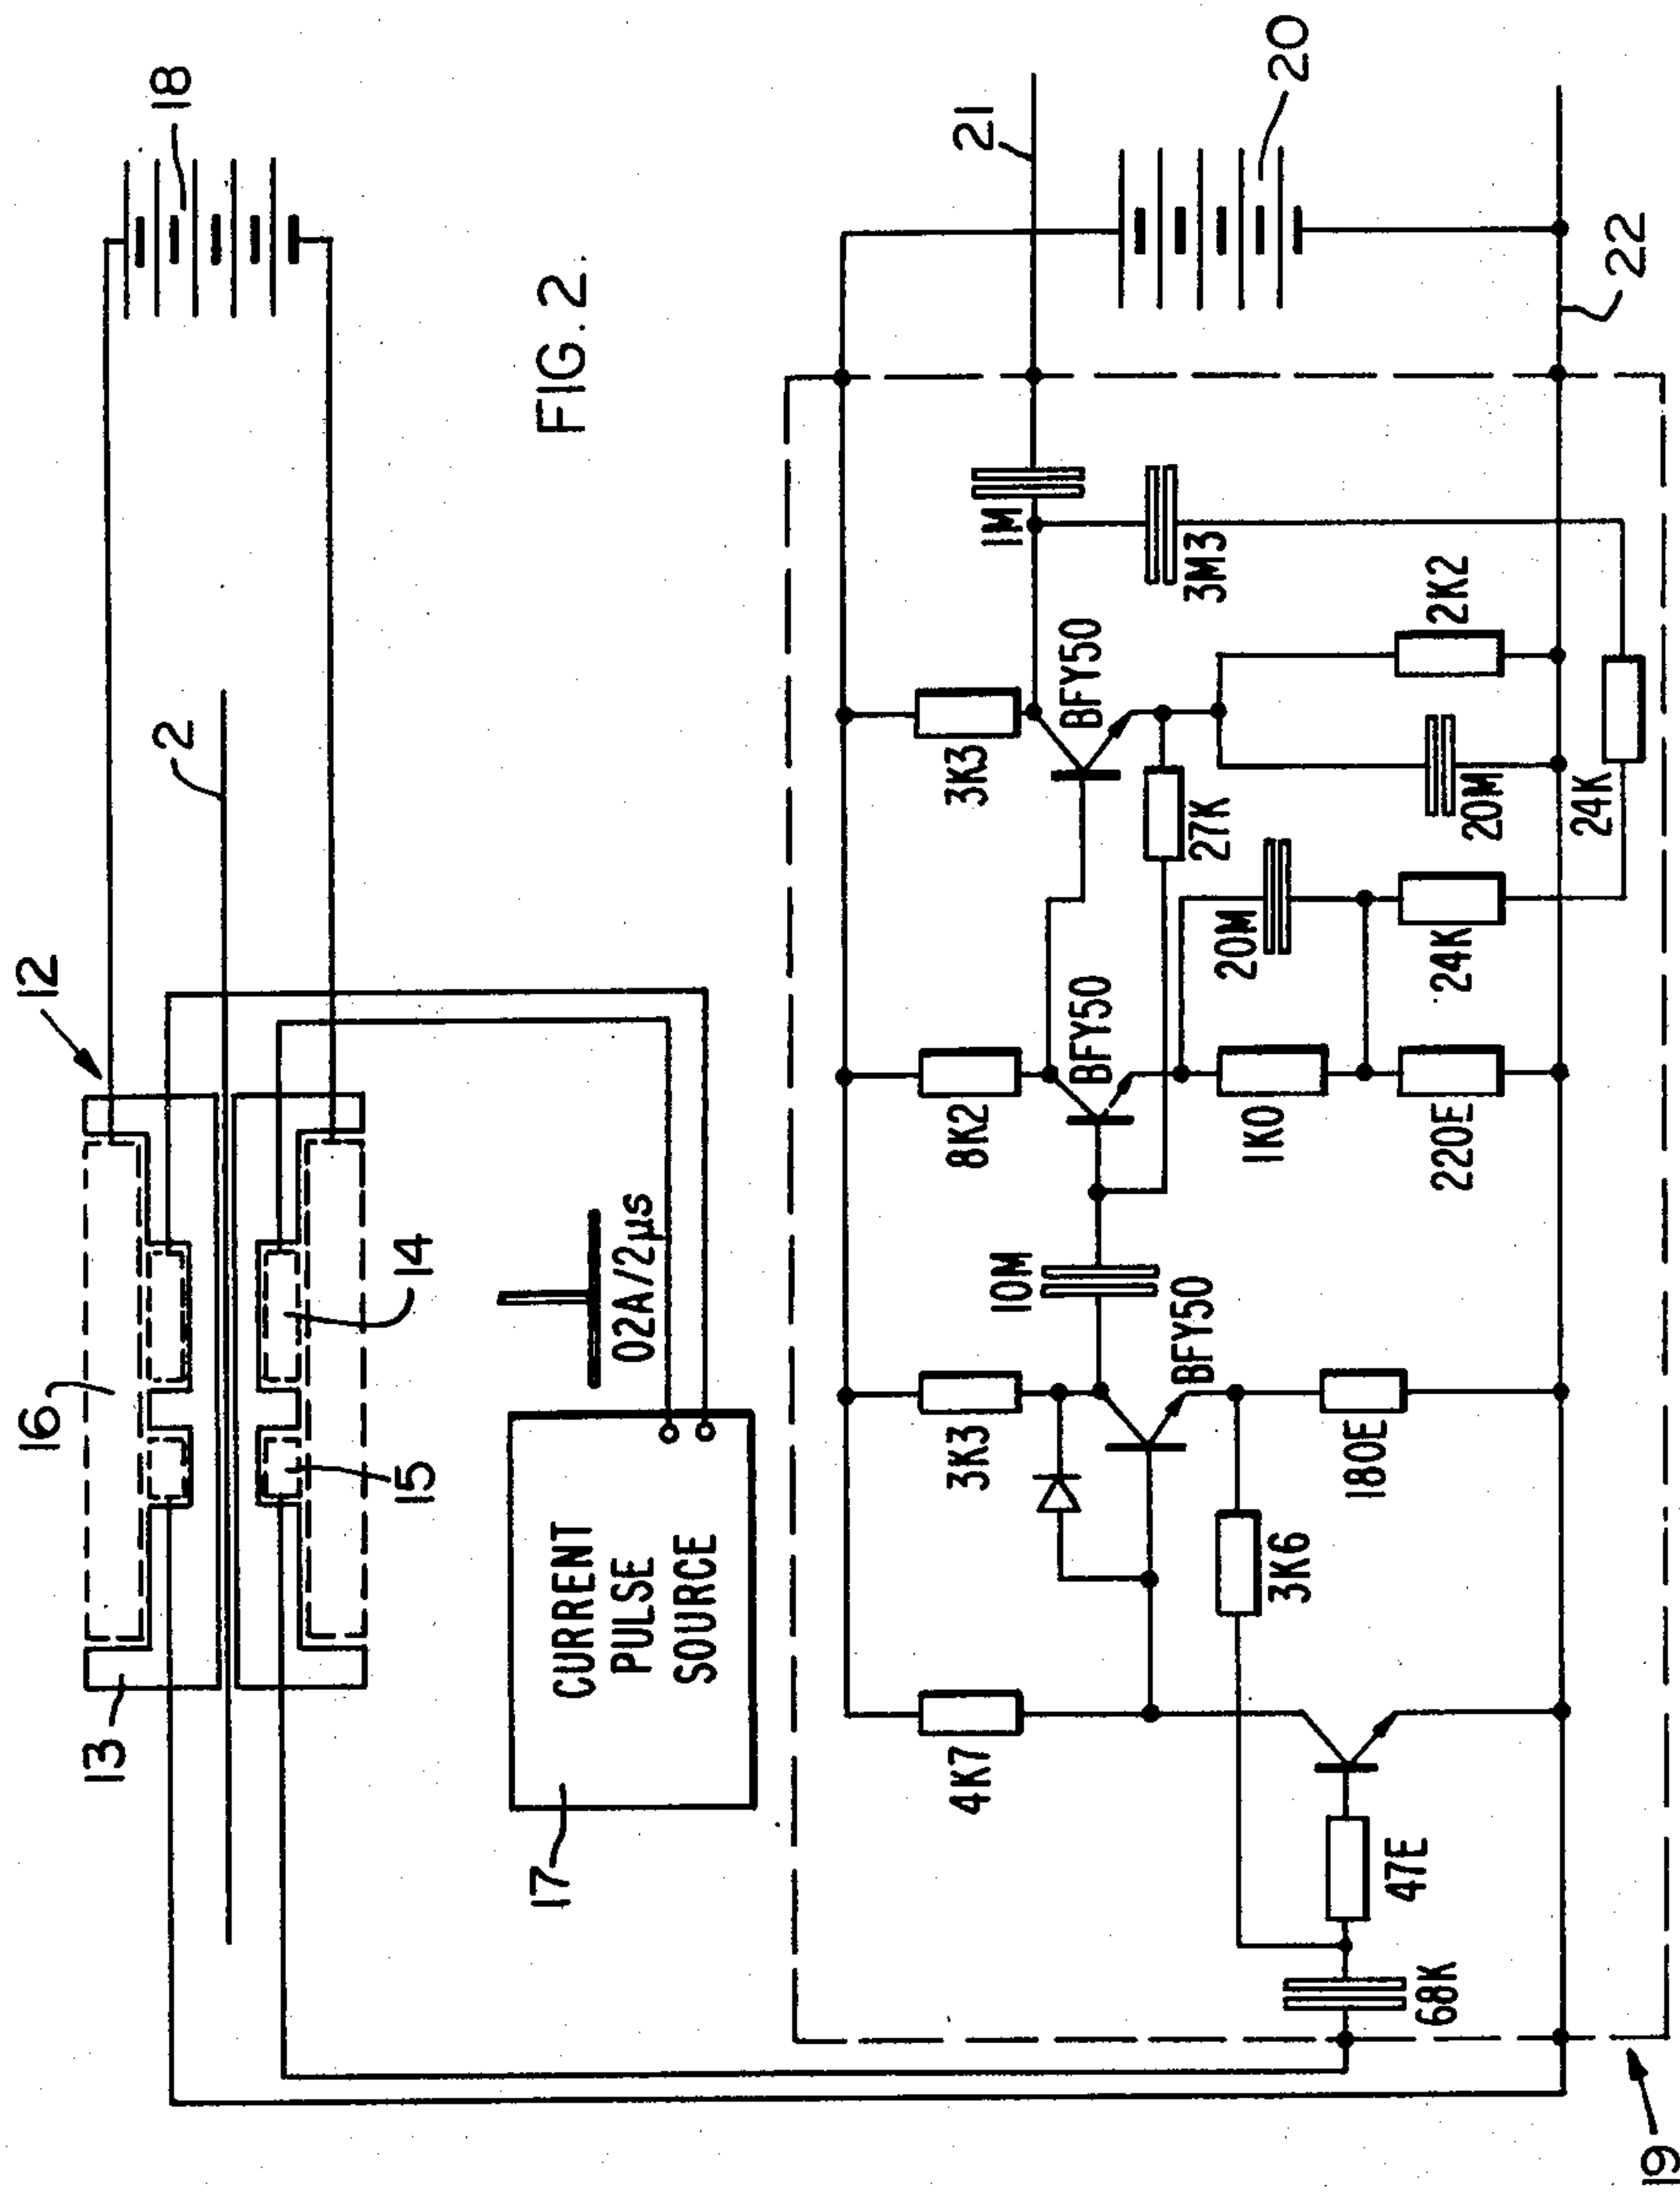 12
18
2
16
13
14
15
FIG. 2.
17
CURRENT
PULSE
SOURCE
02A/2µs
21
20
22
19
4K7
3K3
8K2
3K3
1M
10M
BFY50
BFY50
BFY50
3M3
27K
68K
47E
3K6
180E
1K0
220E
20M
24K
20M
2K2
24K